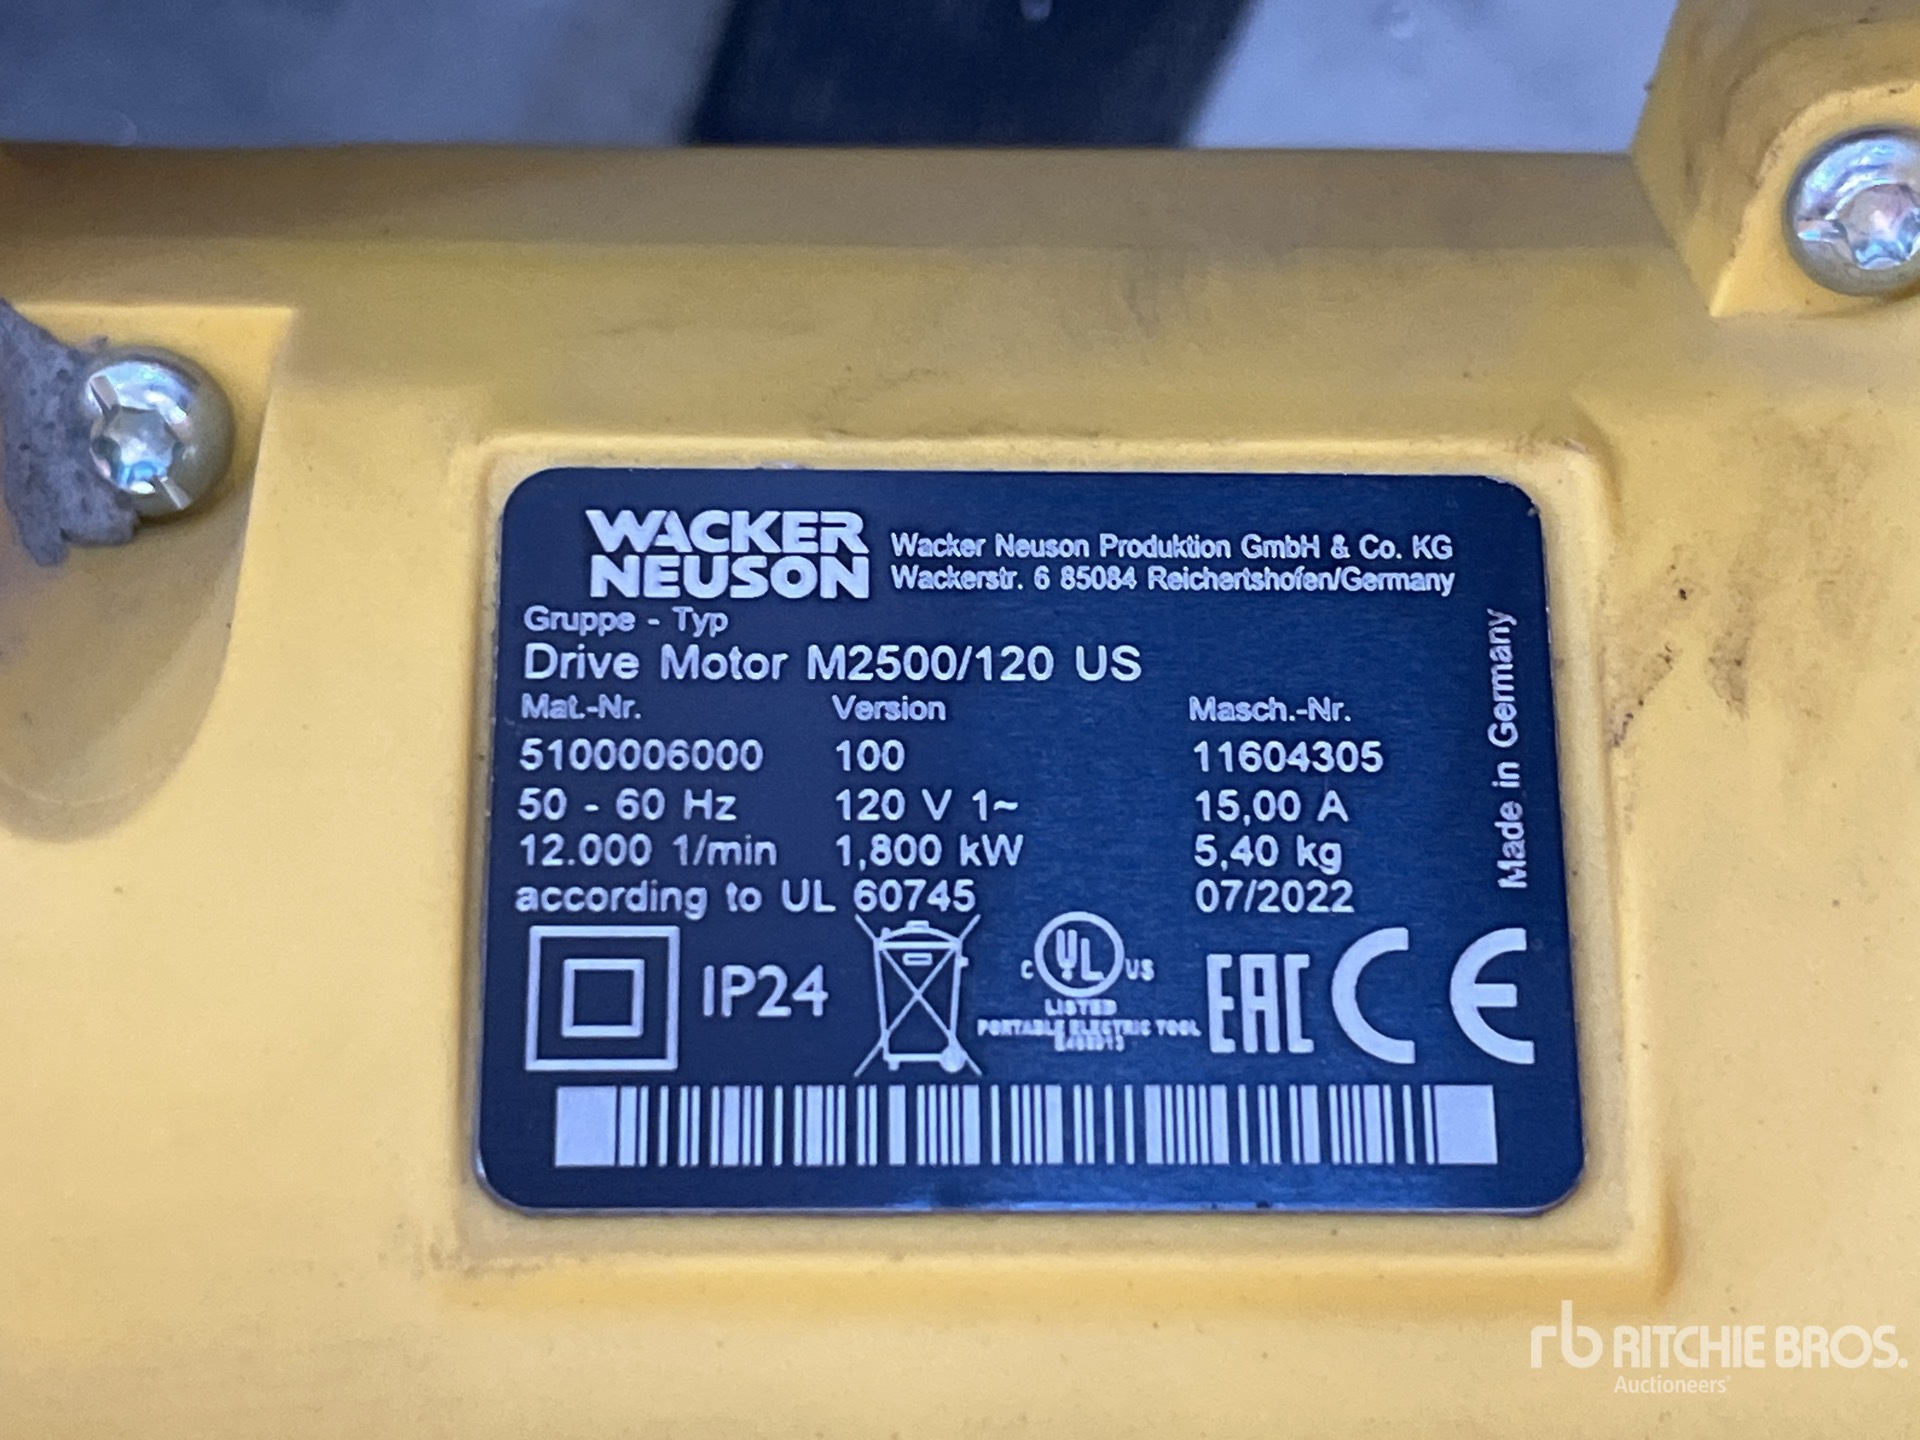 WACKER
NEUSON
Wacker Neuson Produktion GmbH & Co. KG
Wackerstr. 6 85084 Reichertshofen/Germany
Gruppe - Typ
Drive Motor M2500/120 US
Mat.-Nr. Version Masch.-Nr.
5100006000 100 11604305
50 - 60 Hz 120 V 1~ 15,00 A
12.000 1/min 1,800 kW 5,40 kg
according to UL 60745 07/2022
Made in Germany
IP24
C UL US
LISTED
PORTABLE ELECTRIC TOOL
EAC CE
rb RITCHIE BROS.
Auctioneers